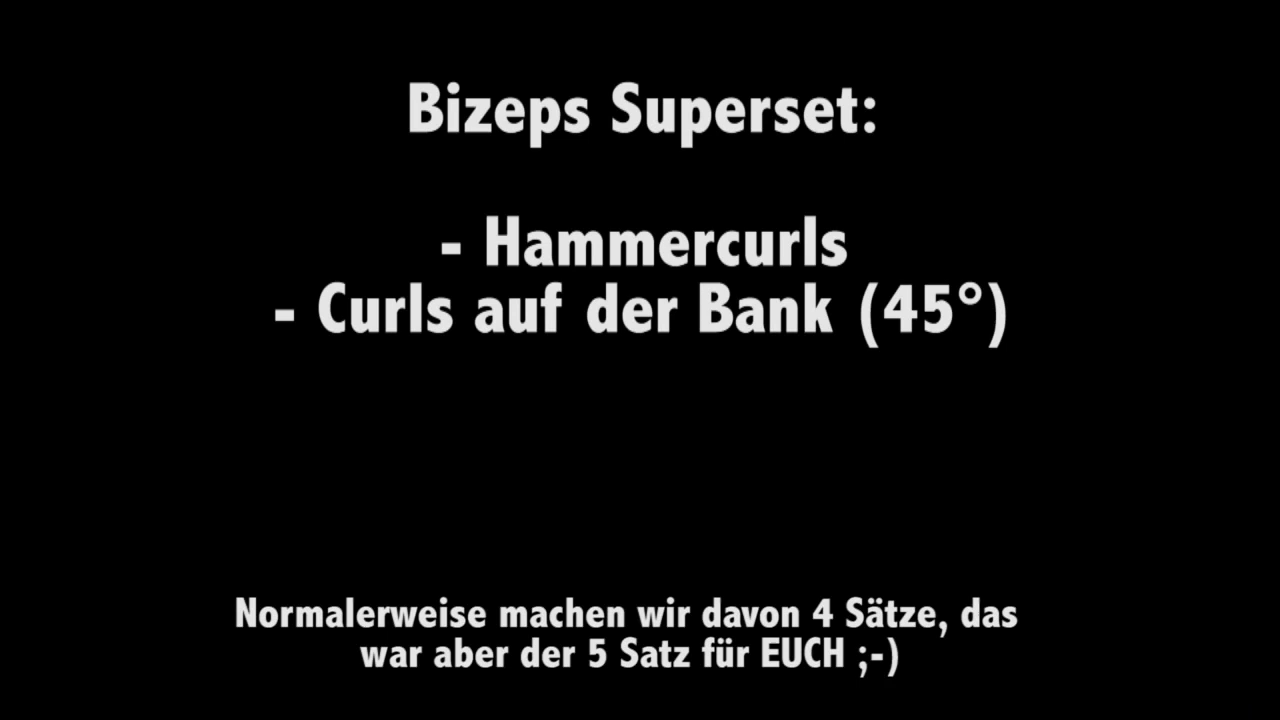 Bizeps Superset:
- Hammercurls
- Curls auf der Bank (45°)
Normalerweise machen wir davon 4 Sätze, das
war aber der 5 Satz für EUCH ;-)